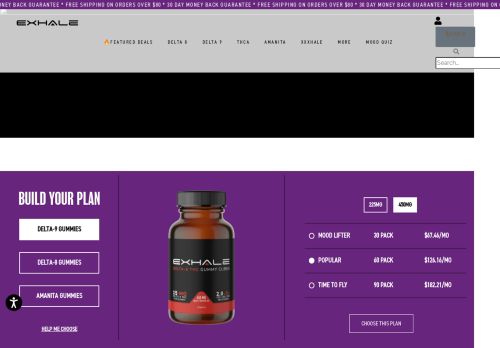 NEY BACK GUARANTEE * FREE SHIPPING ON ORDERS OVER $80 * 30 DAY MONEY BACK GUARANTEE * FREE SHIPPING ON ORDERS OVER $80 * 30 DAY MONEY BACK GUARANTEE * FREE SHIPPING ON
EXHALE
🔥FEATURED DEALS DELTA 8 DELTA 9 THCA AMANITA XXXHALE MORE MOOD QUIZ
Search...
BUILD YOUR PLAN
DELTA-9 GUMMIES
DELTA-8 GUMMIES
AMANITA GUMMIES
HELP ME CHOOSE
EXHALE
GUMMY CUBES
225MG 450MG
MOOD LIFTER 30 PACK $67.46/MO
POPULAR 60 PACK $126.16/MO
TIME TO FLY 90 PACK $182.21/MO
CHOOSE THIS PLAN